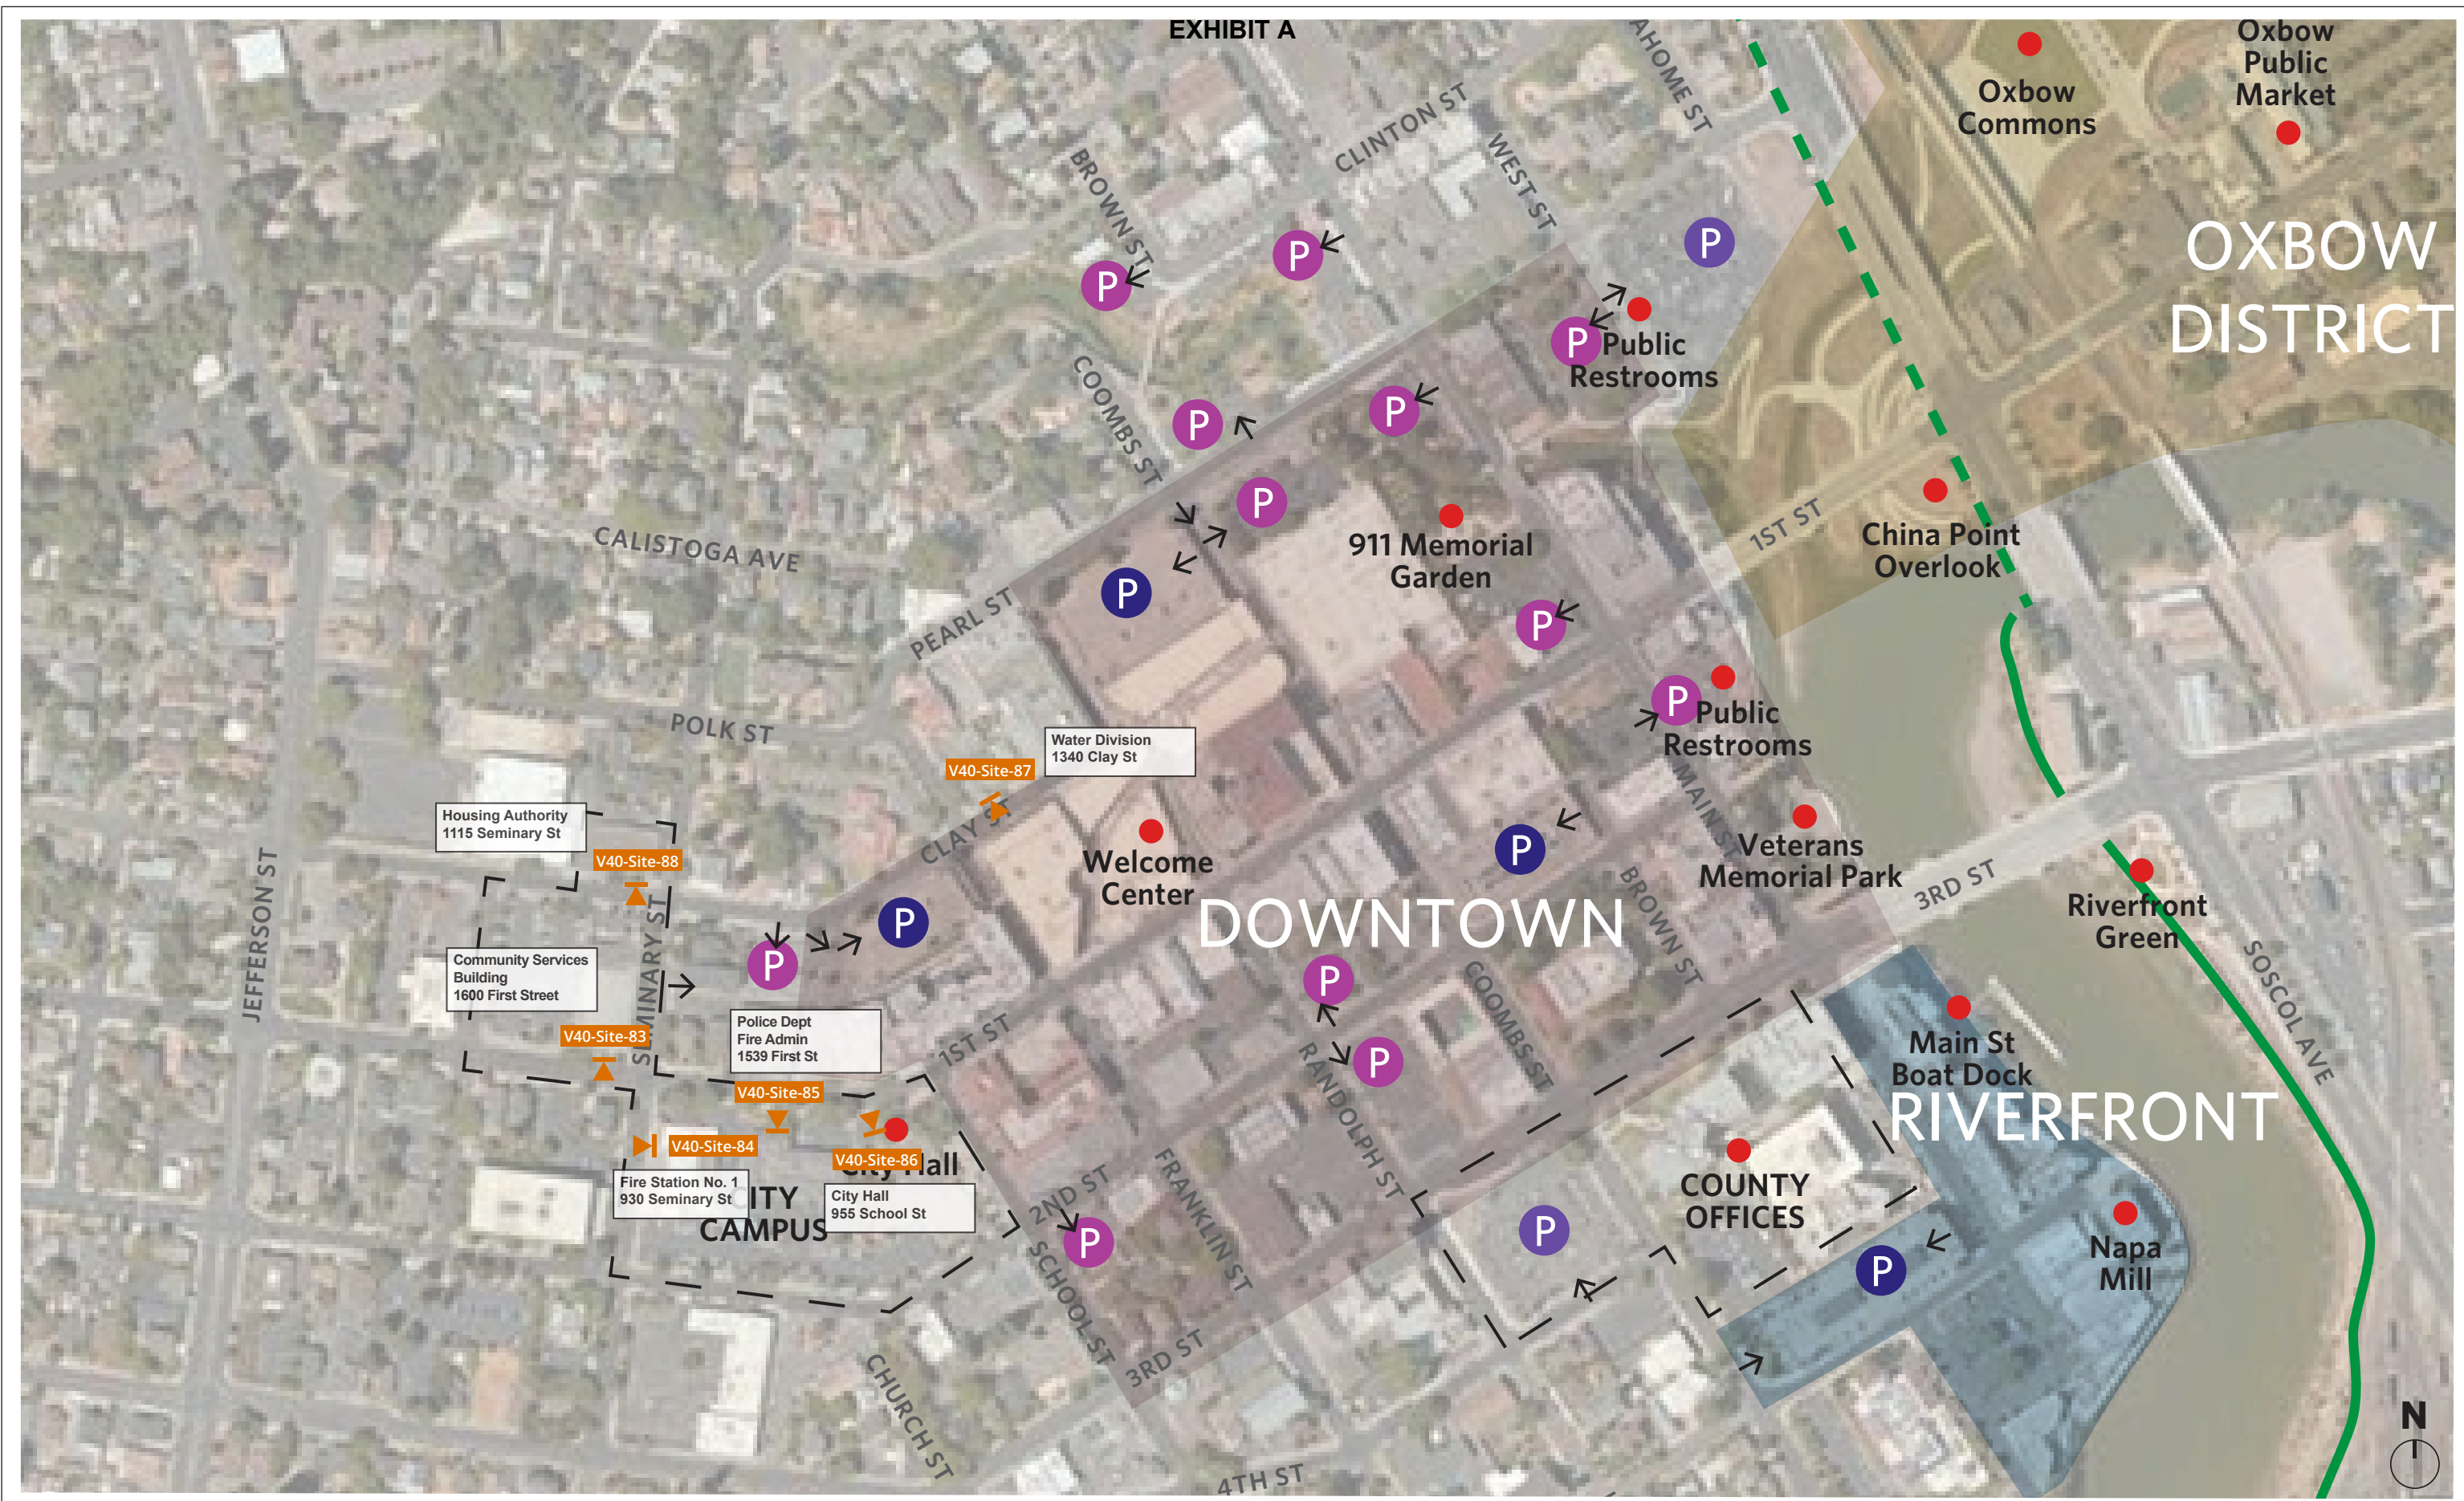 EXHIBIT A
AHOME ST
Oxbow
Commons
Oxbow
Public
Market
CLINTON ST
WEST ST
BROWN ST
P
P
P
OXBOW
DISTRICT
P
Public
Restrooms
COOMBS ST
P
P
P
911 Memorial
Garden
1ST ST
China Point
Overlook
CALISTOGA AVE
P
PEARL ST
P
P
Public
Restrooms
POLK ST
Water Division
1340 Clay St
V40-Site-87
CLAY ST
Welcome
Center
MAIN ST
P
Veterans
Memorial Park
3RD ST
Riverfront
Green
Housing Authority
1115 Seminary St
V40-Site-88
JEFFERSON ST
SEMINARY ST
P
P
DOWNTOWN
BROWN ST
SOSCOL AVE
Community Services
Building
1600 First Street
V40-Site-83
Police Dept
Fire Admin
1539 First St
1ST ST
P
P
COOMBS ST
RANDOLPH ST
Main St
Boat Dock
RIVERFRONT
V40-Site-85
V40-Site-84
V40-Site-86
City Hall
Fire Station No. 1
930 Seminary St
CITY
CAMPUS
City Hall
955 School St
2ND ST
P
FRANKLIN ST
SCHOOL ST
3RD ST
COUNTY
OFFICES
P
P
Napa
Mill
CHURCH ST
4TH ST
N